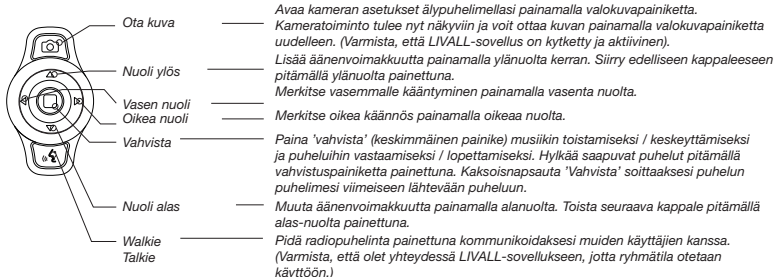 Ota kuva
Avaa kameran asetukset älypuhelimellasi painamalla valokuvapainiketta.
Kameratoiminto tulee nyt näkyviin ja voit ottaa kuvan painamalla valokuvapainiketta
uudelleen. (Varmista, että LIVALL-sovellus on kytketty ja aktiivinen).
Nuoli ylös
Lisää äänenvoimakkuutta painamalla ylänuolta kerran. Siirry edelliseen kappaleeseen
pitämällä ylänuolta painettuna.
Vasen nuoli
Merkitse vasemmalle kääntyminen painamalla vasenta nuolta.
Oikea nuoli
Merkitse oikea käännös painamalla oikeaa nuolta.
Vahvista
Paina 'vahvista' (keskimmäinen painike) musiikin toistamiseksi / keskeyttämiseksi
ja puheluihin vastaamiseksi / lopettamiseksi. Hylkää saapuvat puhelut pitämällä
vahvistuspainiketta painettuna. Kaksoisnapsauta 'Vahvista' soittaaksesi puhelun
puhelimesi viimeiseen lähtevään puheluun.
Nuoli alas
Muuta äänenvoimakkuutta painamalla alanuolta. Toista seuraava kappale pitämällä
alas-nuolta painettuna.
Walkie
Talkie
Pidä radiopuhelinta painettuna kommunikoidaksesi muiden käyttäjien kanssa.
(Varmista, että olet yhteydessä LIVALL-sovellukseen, jotta ryhmätila otetaan
käyttöön.)